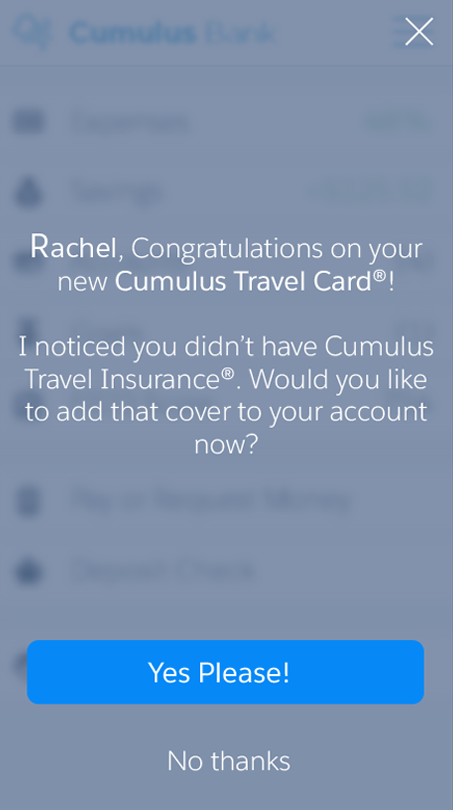 Cumulus Bank
Expenses
Savings
Rachel, Congratulations on your
new Cumulus Travel Card®!
I noticed you didn’t have Cumulus
Travel Insurance®. Would you like
to add that cover to your account
now?
Pay or Request Money
Deposit Check
Yes Please!
No thanks